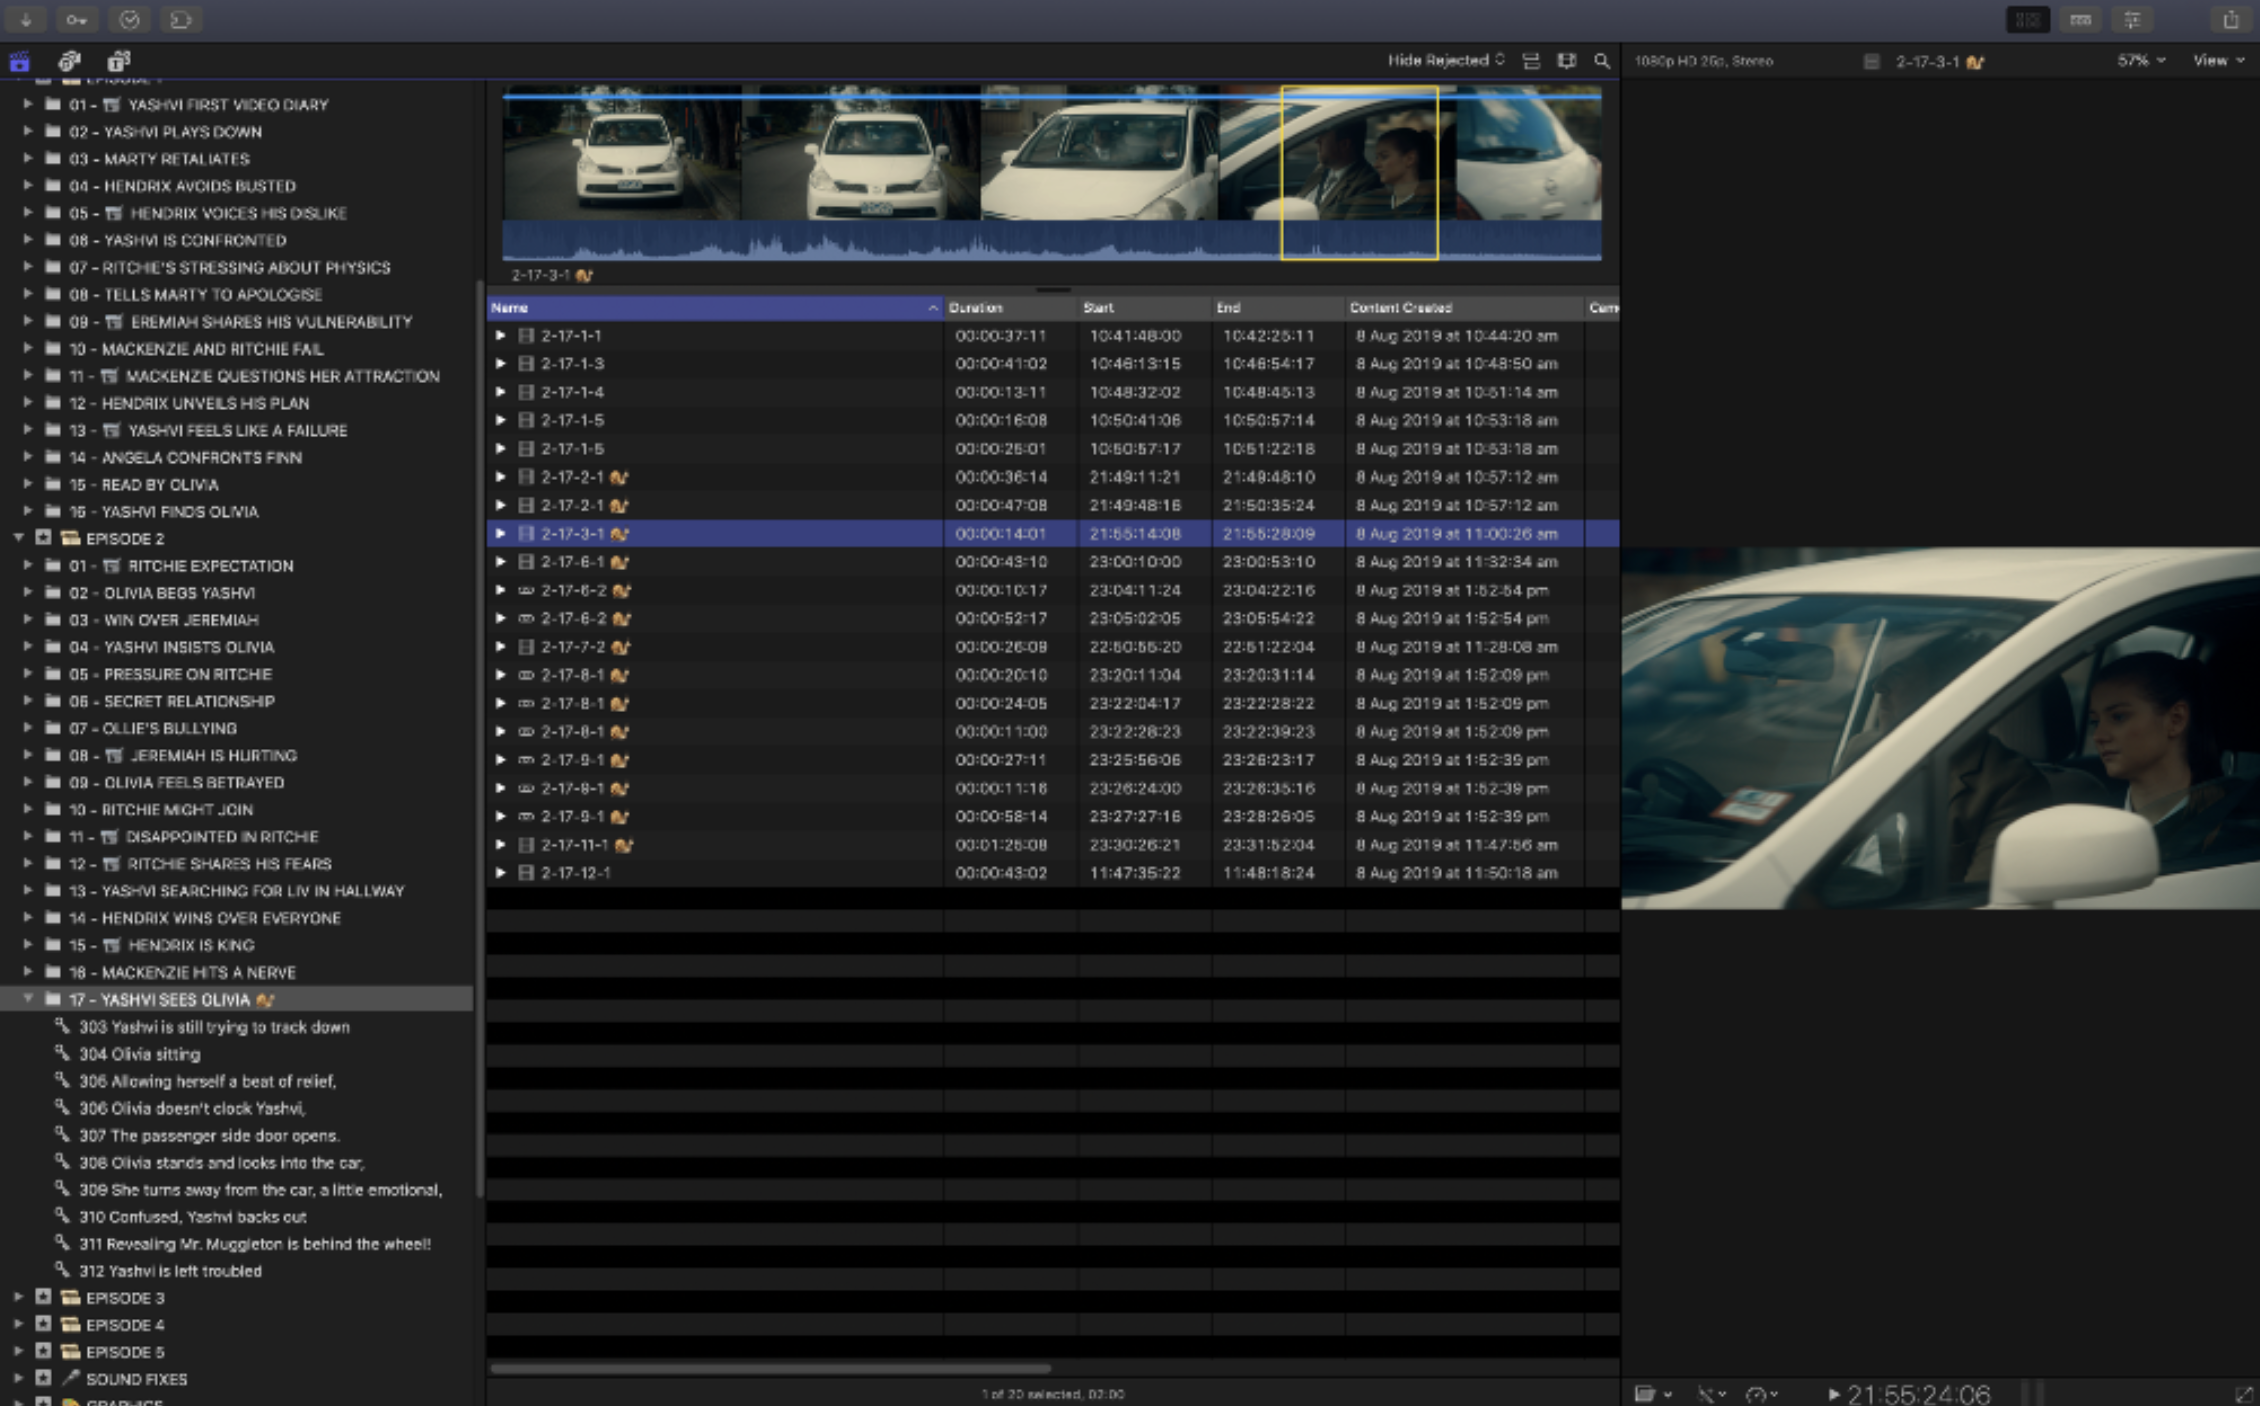 Hide Rejected
1080p HD 25p, Stereo
2-17-3-1
57%
View
EPISODE 1
01 - YASHVI FIRST VIDEO DIARY
02 - YASHVI PLAYS DOWN
03 - MARTY RETALIATES
04 - HENDRIX AVOIDS BUSTED
05 - HENDRIX VOICES HIS DISLIKE
06 - YASHVI IS CONFRONTED
07 - RITCHIE'S STRESSING ABOUT PHYSICS
08 - TELLS MARTY TO APOLOGISE
09 - EREMIAH SHARES HIS VULNERABILITY
10 - MACKENZIE AND RITCHIE FAIL
11 - MACKENZIE QUESTIONS HER ATTRACTION
12 - HENDRIX UNVEILS HIS PLAN
13 - YASHVI FEELS LIKE A FAILURE
14 - ANGELA CONFRONTS FINN
15 - READ BY OLIVIA
16 - YASHVI FINDS OLIVIA
EPISODE 2
01 - RITCHIE EXPECTATION
02 - OLIVIA BEGS YASHVI
03 - WIN OVER JEREMIAH
04 - YASHVI INSISTS OLIVIA
05 - PRESSURE ON RITCHIE
06 - SECRET RELATIONSHIP
07 - OLLIE'S BULLYING
08 - JEREMIAH IS HURTING
09 - OLIVIA FEELS BETRAYED
10 - RITCHIE MIGHT JOIN
11 - DISAPPOINTED IN RITCHIE
12 - RITCHIE SHARES HIS FEARS
13 - YASHVI SEARCHING FOR LIV IN HALLWAY
14 - HENDRIX WINS OVER EVERYONE
15 - HENDRIX IS KING
16 - MACKENZIE HITS A NERVE
17 - YASHVI SEES OLIVIA
303 Yashvi is still trying to track down
304 Olivia sitting
305 Allowing herself a beat of relief,
306 Olivia doesn't clock Yashvi,
307 The passenger side door opens.
308 Olivia stands and looks into the car,
309 She turns away from the car, a little emotional,
310 Confused, Yashvi backs out
311 Revealing Mr. Muggleton is behind the wheel!
312 Yashvi is left troubled
EPISODE 3
EPISODE 4
EPISODE 5
SOUND FIXES
GRAPHICS
2-17-3-1
Name Duration Start End Content Created Cam
2-17-1-1 00:00:37:11 10:41:48:00 10:42:25:11 8 Aug 2019 at 10:44:20 am
2-17-1-3 00:00:41:02 10:46:13:15 10:46:54:17 8 Aug 2019 at 10:48:50 am
2-17-1-4 00:00:13:11 10:48:32:02 10:48:45:13 8 Aug 2019 at 10:51:14 am
2-17-1-5 00:00:16:08 10:50:41:06 10:50:57:14 8 Aug 2019 at 10:53:18 am
2-17-1-5 00:00:25:01 10:50:57:17 10:51:22:18 8 Aug 2019 at 10:53:18 am
2-17-2-1 00:00:36:14 21:49:11:21 21:49:48:10 8 Aug 2019 at 10:57:12 am
2-17-2-1 00:00:47:08 21:49:48:16 21:50:35:24 8 Aug 2019 at 10:57:12 am
2-17-3-1 00:00:14:01 21:55:14:08 21:55:28:09 8 Aug 2019 at 11:00:26 am
2-17-6-1 00:00:43:10 23:00:10:00 23:00:53:10 8 Aug 2019 at 11:32:34 am
2-17-6-2 00:00:10:17 23:04:11:24 23:04:22:16 8 Aug 2019 at 1:52:54 pm
2-17-6-2 00:00:52:17 23:05:02:05 23:05:54:22 8 Aug 2019 at 1:52:54 pm
2-17-7-2 00:00:26:09 22:50:55:20 22:51:22:04 8 Aug 2019 at 11:28:08 am
2-17-8-1 00:00:20:10 23:20:11:04 23:20:31:14 8 Aug 2019 at 1:52:09 pm
2-17-8-1 00:00:24:05 23:22:04:17 23:22:28:22 8 Aug 2019 at 1:52:09 pm
2-17-8-1 00:00:11:00 23:22:28:23 23:22:39:23 8 Aug 2019 at 1:52:09 pm
2-17-9-1 00:00:27:11 23:25:56:06 23:26:23:17 8 Aug 2019 at 1:52:39 pm
2-17-9-1 00:00:11:16 23:26:24:00 23:26:35:16 8 Aug 2019 at 1:52:39 pm
2-17-9-1 00:00:58:14 23:27:27:16 23:28:26:05 8 Aug 2019 at 1:52:39 pm
2-17-11-1 00:01:25:08 23:30:26:21 23:31:52:04 8 Aug 2019 at 11:47:56 am
2-17-12-1 00:00:43:02 11:47:35:22 11:48:18:24 8 Aug 2019 at 11:50:18 am
1 of 20 selected, 02:00
21:55:24:06